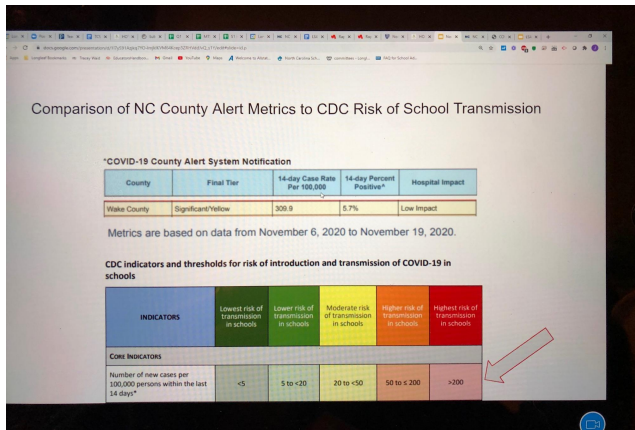 Comparison of NC County Alert Metrics to CDC Risk of School Transmission
*COVID-19 County Alert System Notification
County
Final Tier
14-day Case Rate
Per 100,000
14-day Percent
Positive^
Hospital Impact
Wake County
Significant/Yellow
309.9
5.7%
Low Impact
Metrics are based on data from November 6, 2020 to November 19, 2020.
CDC indicators and thresholds for risk of introduction and transmission of COVID-19 in
schools
INDICATORS
Lowest risk of
transmission
in schools
Lower risk of
transmission
in schools
Moderate risk
of transmission
in schools
Higher risk of
transmission
in schools
Highest risk of
transmission
in schools
CORE INDICATORS
Number of new cases per
100,000 persons within the last
14 days*
<5
5 to <20
20 to <50
50 to ≤ 200
>200